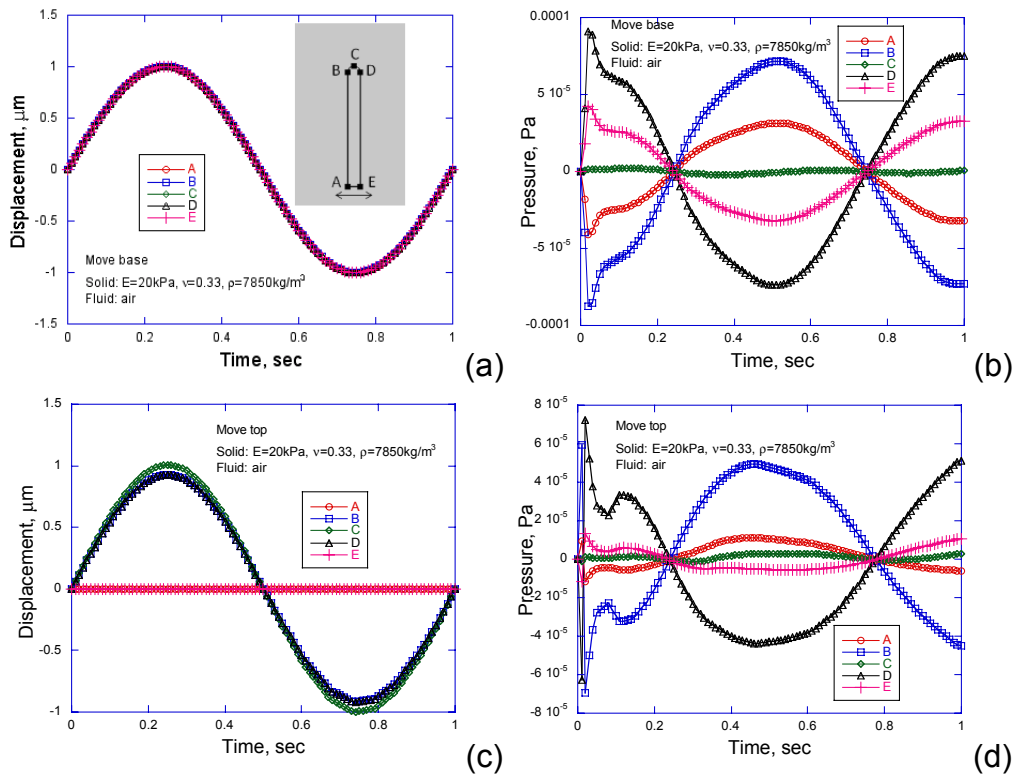 1.5
1
0.5
0
-0.5
-1
-1.5
Displacement, μm
C
B D
A E
A
B
C
D
E
Move base
Solid: E=20kPa, ν=0.33, ρ=7850kg/m³
Fluid: air
0 0.2 0.4 0.6 0.8 1
Time, sec
(a)
0.0001
5 10⁻⁵
0
-5 10⁻⁵
-0.0001
Pressure, Pa
Move base
Solid: E=20kPa, ν=0.33, ρ=7850kg/m³
Fluid: air
A
B
C
D
E
0 0.2 0.4 0.6 0.8 1
Time, sec
(b)
1.5
1
0.5
0
-0.5
-1
Displacement, μm
Move top
Solid: E=20kPa, ν=0.33, ρ=7850kg/m³
Fluid: air
A
B
C
D
E
0 0.2 0.4 0.6 0.8 1
Time, sec
(c)
8 10⁻⁵
6 10⁻⁵
4 10⁻⁵
2 10⁻⁵
0
-2 10⁻⁵
-4 10⁻⁵
-6 10⁻⁵
-8 10⁻⁵
Pressure, Pa
Move top
Solid: E=20kPa, ν=0.33, ρ=7850kg/m³
Fluid: air
A
B
C
D
E
0 0.2 0.4 0.6 0.8 1
Time, sec
(d)